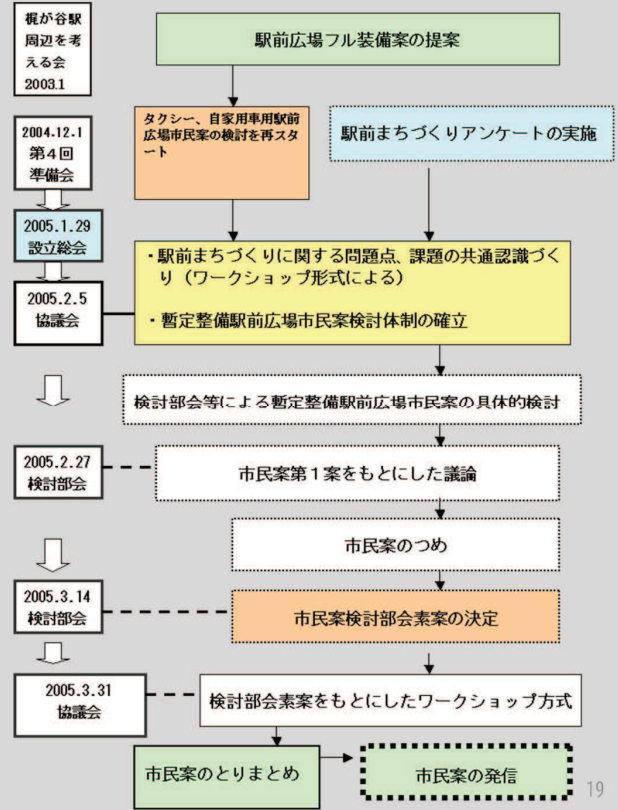 梶が谷駅
周辺を考
える会
2003.1
駅前広場フル装備案の提案
2004.12.1
第4回
準備会
タクシー、自家用車用駅前
広場市民案の検討を再スタ
ート
駅前まちづくりアンケートの実施
2005.1.29
設立総会
2005.2.5
協議会
・駅前まちづくりに関する問題点、課題の共通認識づく
り（ワークショップ形式による）
・暫定整備駅前広場市民案検討体制の確立
検討部会等による暫定整備駅前広場市民案の具体的検討
2005.2.27
検討部会
市民案第1案をもとにした議論
市民案のつめ
2005.3.14
検討部会
市民案検討部会素案の決定
2005.3.31
協議会
検討部会素案をもとにしたワークショップ方式
市民案のとりまとめ
市民案の発信
19